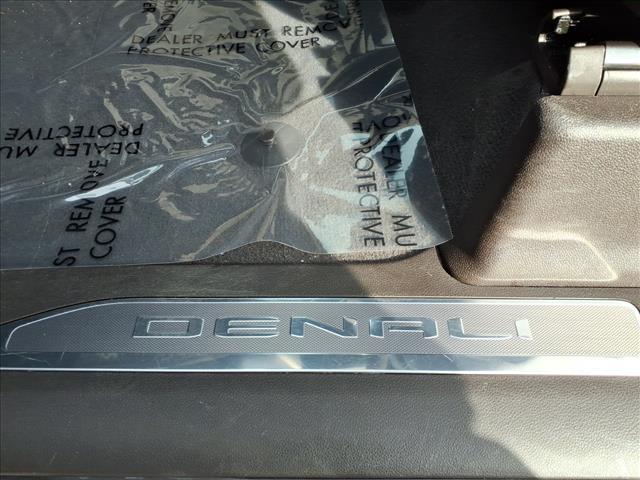 DEALER MUST REMOVE
PROTECTIVE COVER
DEALER MU
PROTECTIVE
ST REMOVE
COVER
DEALER MU
PROTECTIVE
DENALI